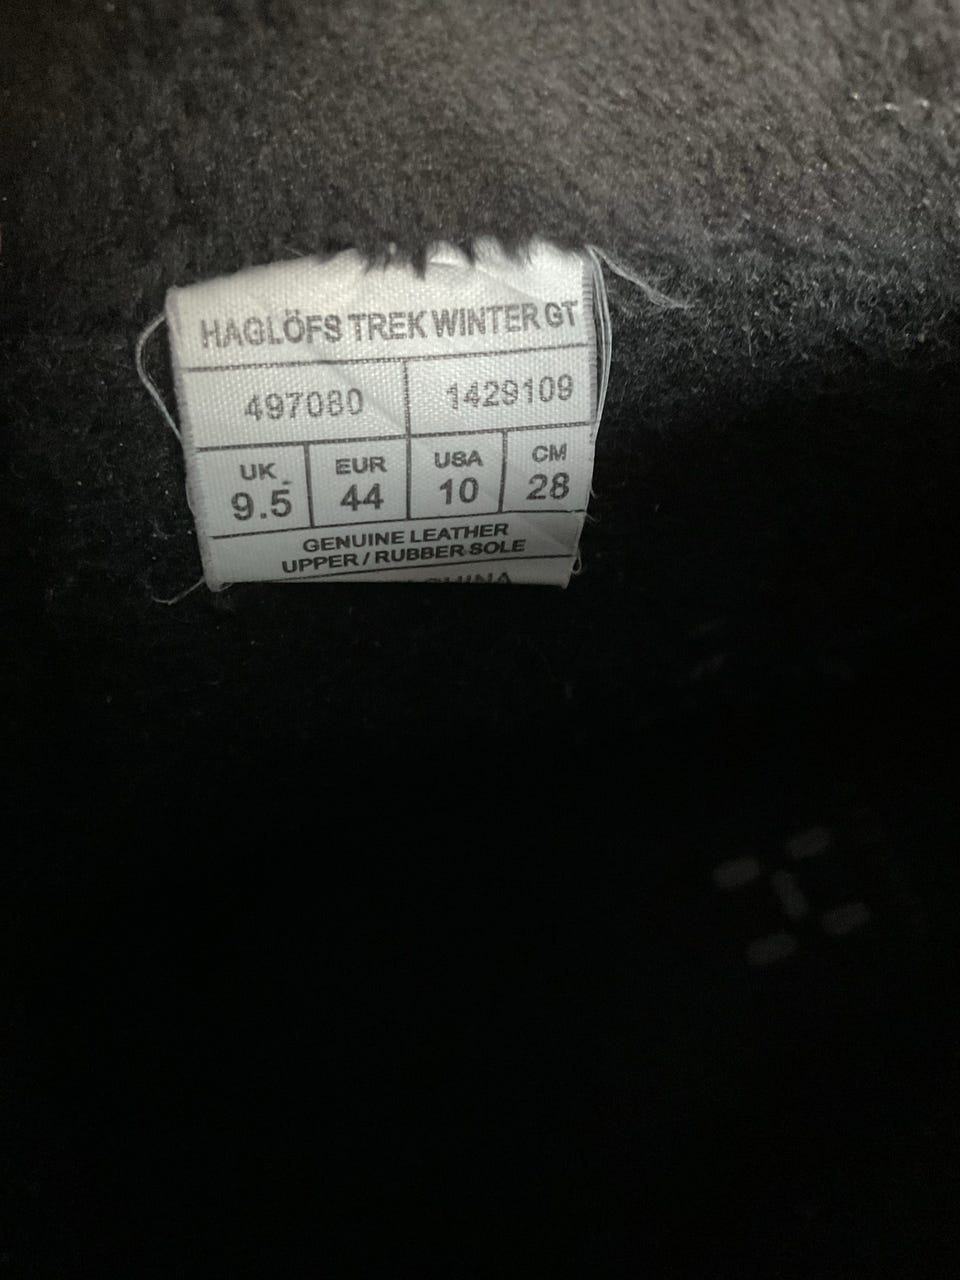 HAGLÖFS TREK WINTER GT
497080 1429109
UK EUR USA CM
9.5 44 10 28
GENUINE LEATHER
UPPER / RUBBER SOLE
CHINA